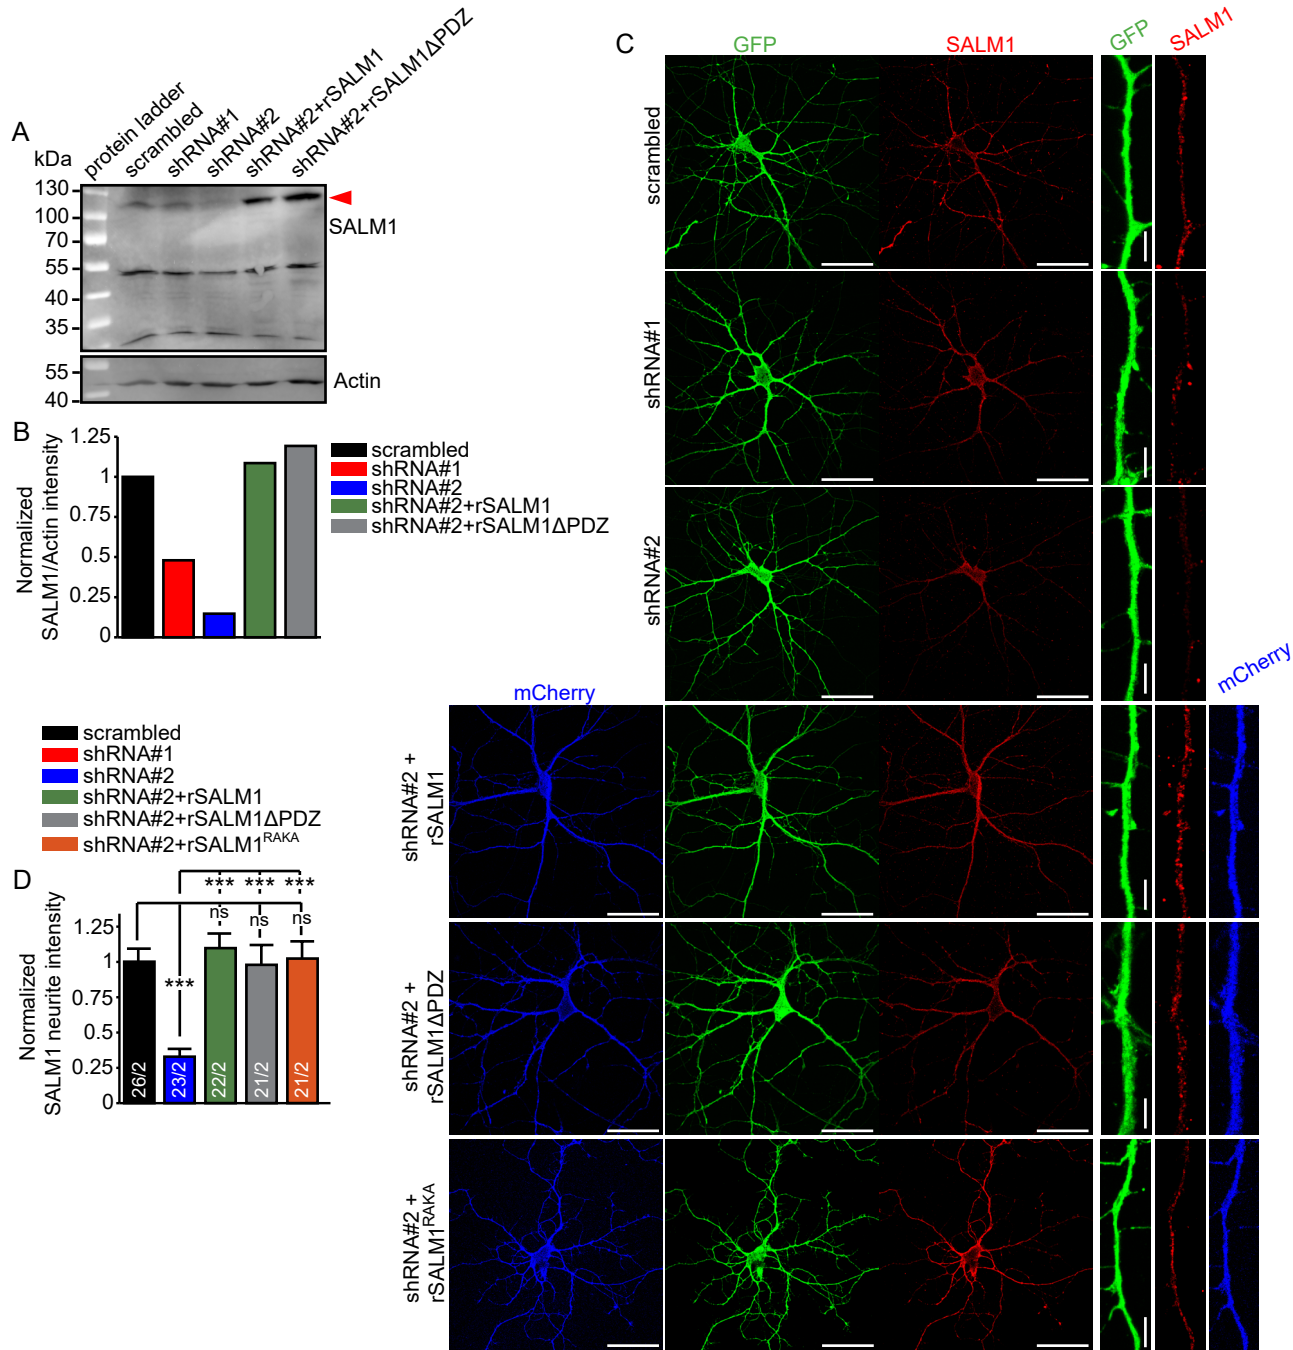 A
kDa
protein ladder
scrambled
shRNA#1
shRNA#2
shRNA#2+rSALM1
shRNA#2+rSALM1ΔPDZ
130
100
70
55
40
35
SALM1
55
40
Actin
B
Normalized
SALM1/Actin intensity
1.25
1
0.75
0.5
0.25
0
scrambled
shRNA#1
shRNA#2
shRNA#2+rSALM1
shRNA#2+rSALM1ΔPDZ
C
GFP
SALM1
GFP
SALM1
scrambled
shRNA#1
shRNA#2
mCherry
mCherry
shRNA#2 +
rSALM1
shRNA#2 +
rSALM1ΔPDZ
shRNA#2 +
rSALM1RAKA
scrambled
shRNA#1
shRNA#2
shRNA#2+rSALM1
shRNA#2+rSALM1ΔPDZ
shRNA#2+rSALM1RAKA
D
Normalized
SALM1 neurite intensity
1.25
1
0.75
0.5
0.25
0
*** *** ***
ns ns ns
***
26/2 23/2 22/2 21/2 21/2